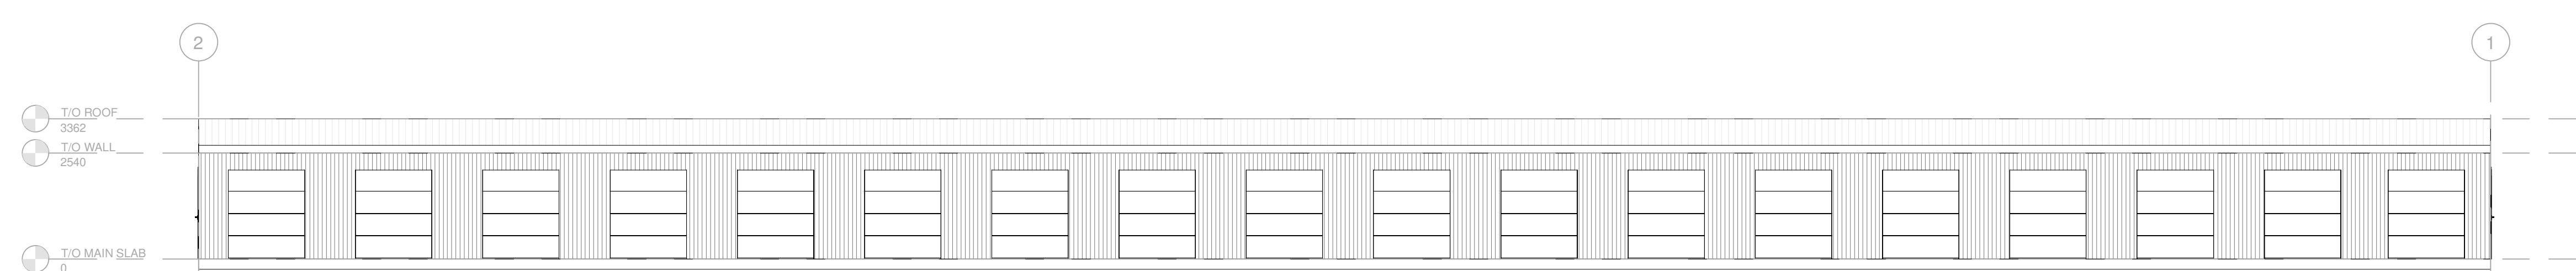 2
1
T/O ROOF
3362
T/O WALL
2540
T/O MAIN SLAB
0